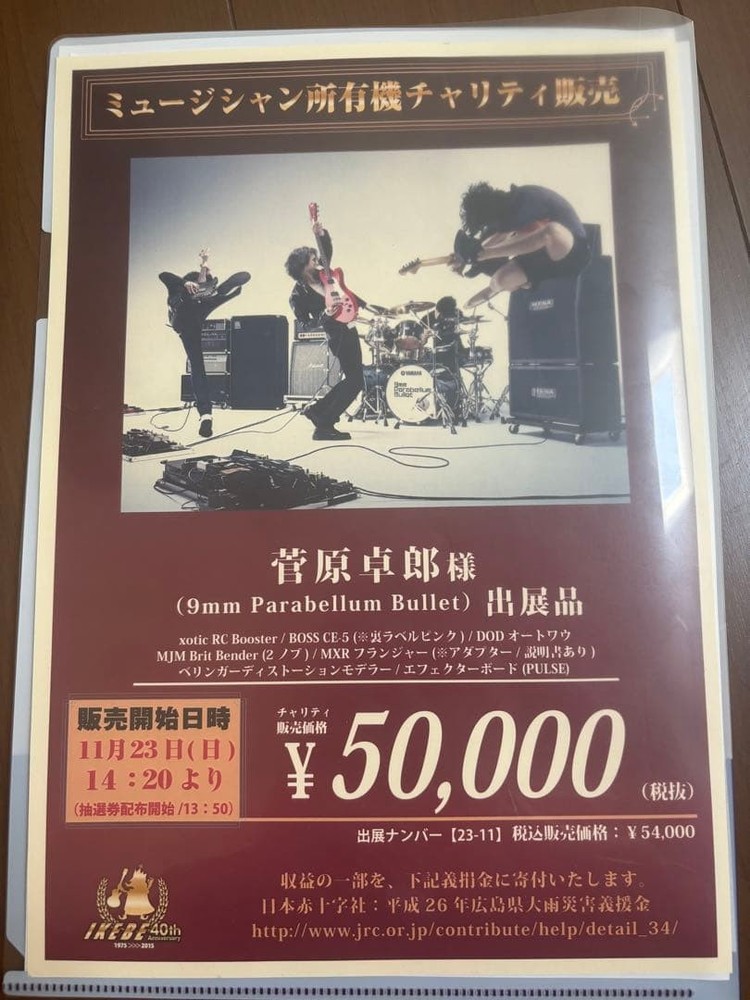 ミュージシャン所有機チャリティ販売
YAMAHA
9mm
Parabellum
Bullet
菅原卓郎様
(9mm Parabellum Bullet) 出展品
xotic RC Booster / BOSS CE-5 (※裏ラベルピンク) / DOD オートワウ
MJM Brit Bender (2 ノブ) / MXR フランジャー (※アダプター / 説明書あり)
ベリンガーディストーションモデラー / エフェクターボード (PULSE)
販売開始日時
11月23日(日)
14:20より
(抽選券配布開始/13:50)
チャリティ
販売価格
¥50,000 (税抜)
出展ナンバー【23-11】 税込販売価格：¥54,000
収益の一部を、下記義捐金に寄付いたします。
日本赤十字社：平成26年広島県大雨災害義援金
http://www.jrc.or.jp/contribute/help/detail_34/
IKEBE 40th
Anniversary
1975>>>2015